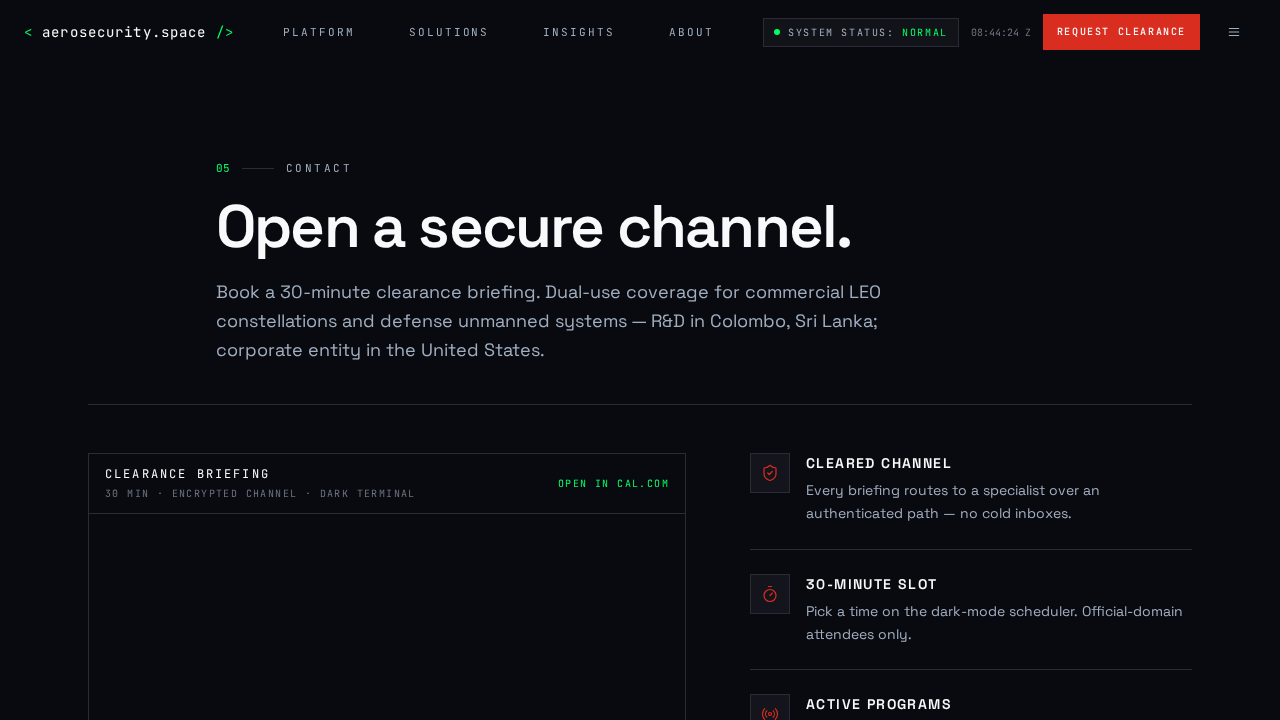 < aerosecurity.space />
PLATFORM
SOLUTIONS
INSIGHTS
ABOUT
SYSTEM STATUS: NORMAL
08:44:24 Z
REQUEST CLEARANCE
05
CONTACT
Open a secure channel.
Book a 30-minute clearance briefing. Dual-use coverage for commercial LEO
constellations and defense unmanned systems — R&D in Colombo, Sri Lanka;
corporate entity in the United States.
CLEARANCE BRIEFING
30 MIN · ENCRYPTED CHANNEL · DARK TERMINAL
OPEN IN CAL.COM
CLEARED CHANNEL
Every briefing routes to a specialist over an
authenticated path — no cold inboxes.
30-MINUTE SLOT
Pick a time on the dark-mode scheduler. Official-domain
attendees only.
ACTIVE PROGRAMS